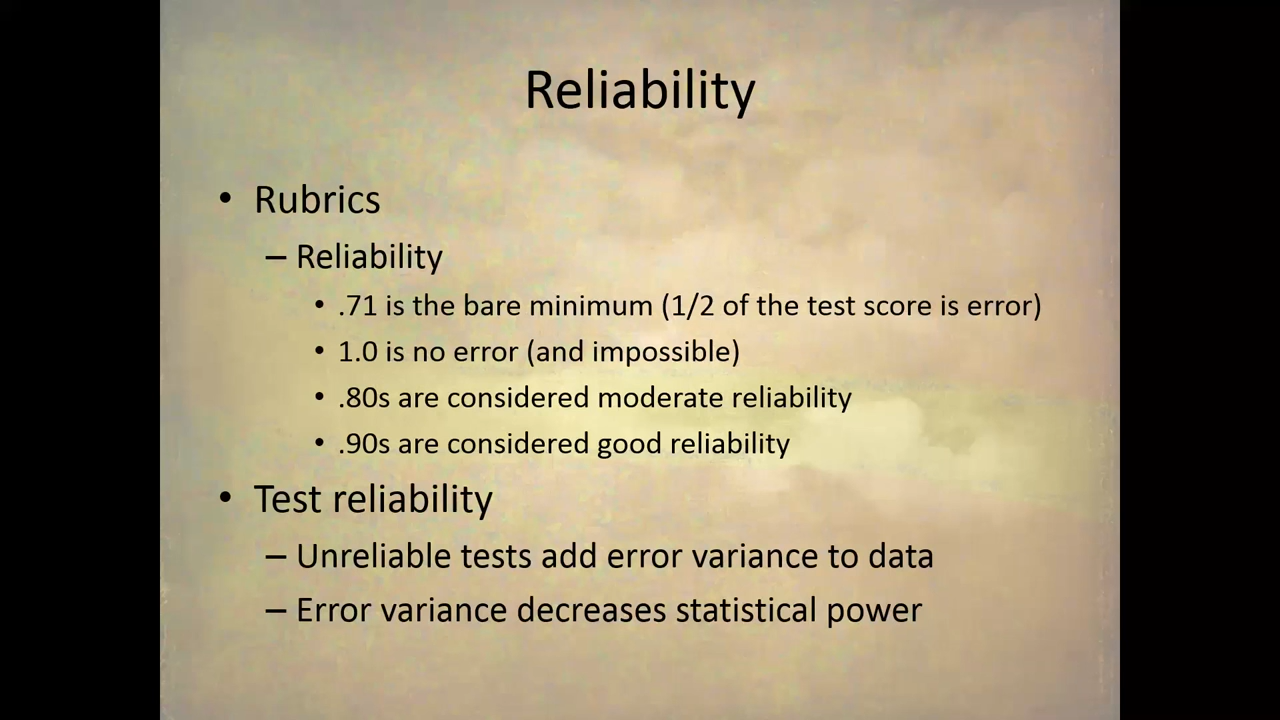 Reliability
• Rubrics
– Reliability
• .71 is the bare minimum (1/2 of the test score is error)
• 1.0 is no error (and impossible)
• .80s are considered moderate reliability
• .90s are considered good reliability
• Test reliability
– Unreliable tests add error variance to data
– Error variance decreases statistical power